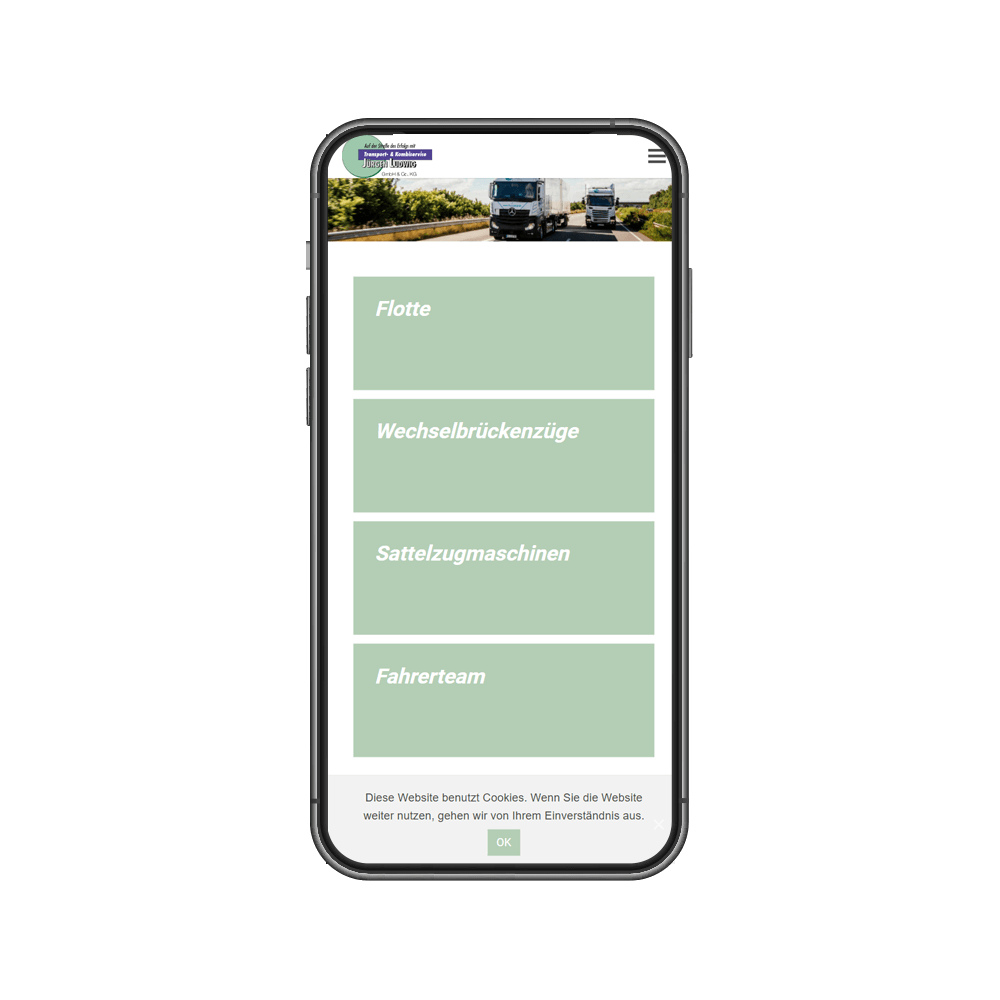 Auf der Straße des Erfolgs mit
Transport- & Kombiservice
JÜRGEN LUDWIG
GmbH & Co. KG
Flotte
Wechselbrückenzüge
Sattelzugmaschinen
Fahrerteam
Diese Website benutzt Cookies. Wenn Sie die Website
weiter nutzen, gehen wir von Ihrem Einverständnis aus.
OK